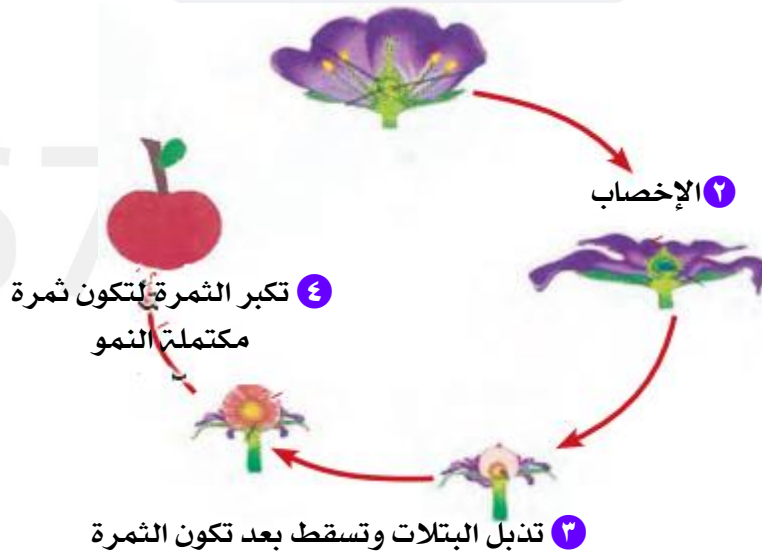 ٢ الإخصاب
٤ تكبر الثمرة لتكون ثمرة
مكتملة النمو
٣ تذبل البتلات وتسقط بعد تكون الثمرة